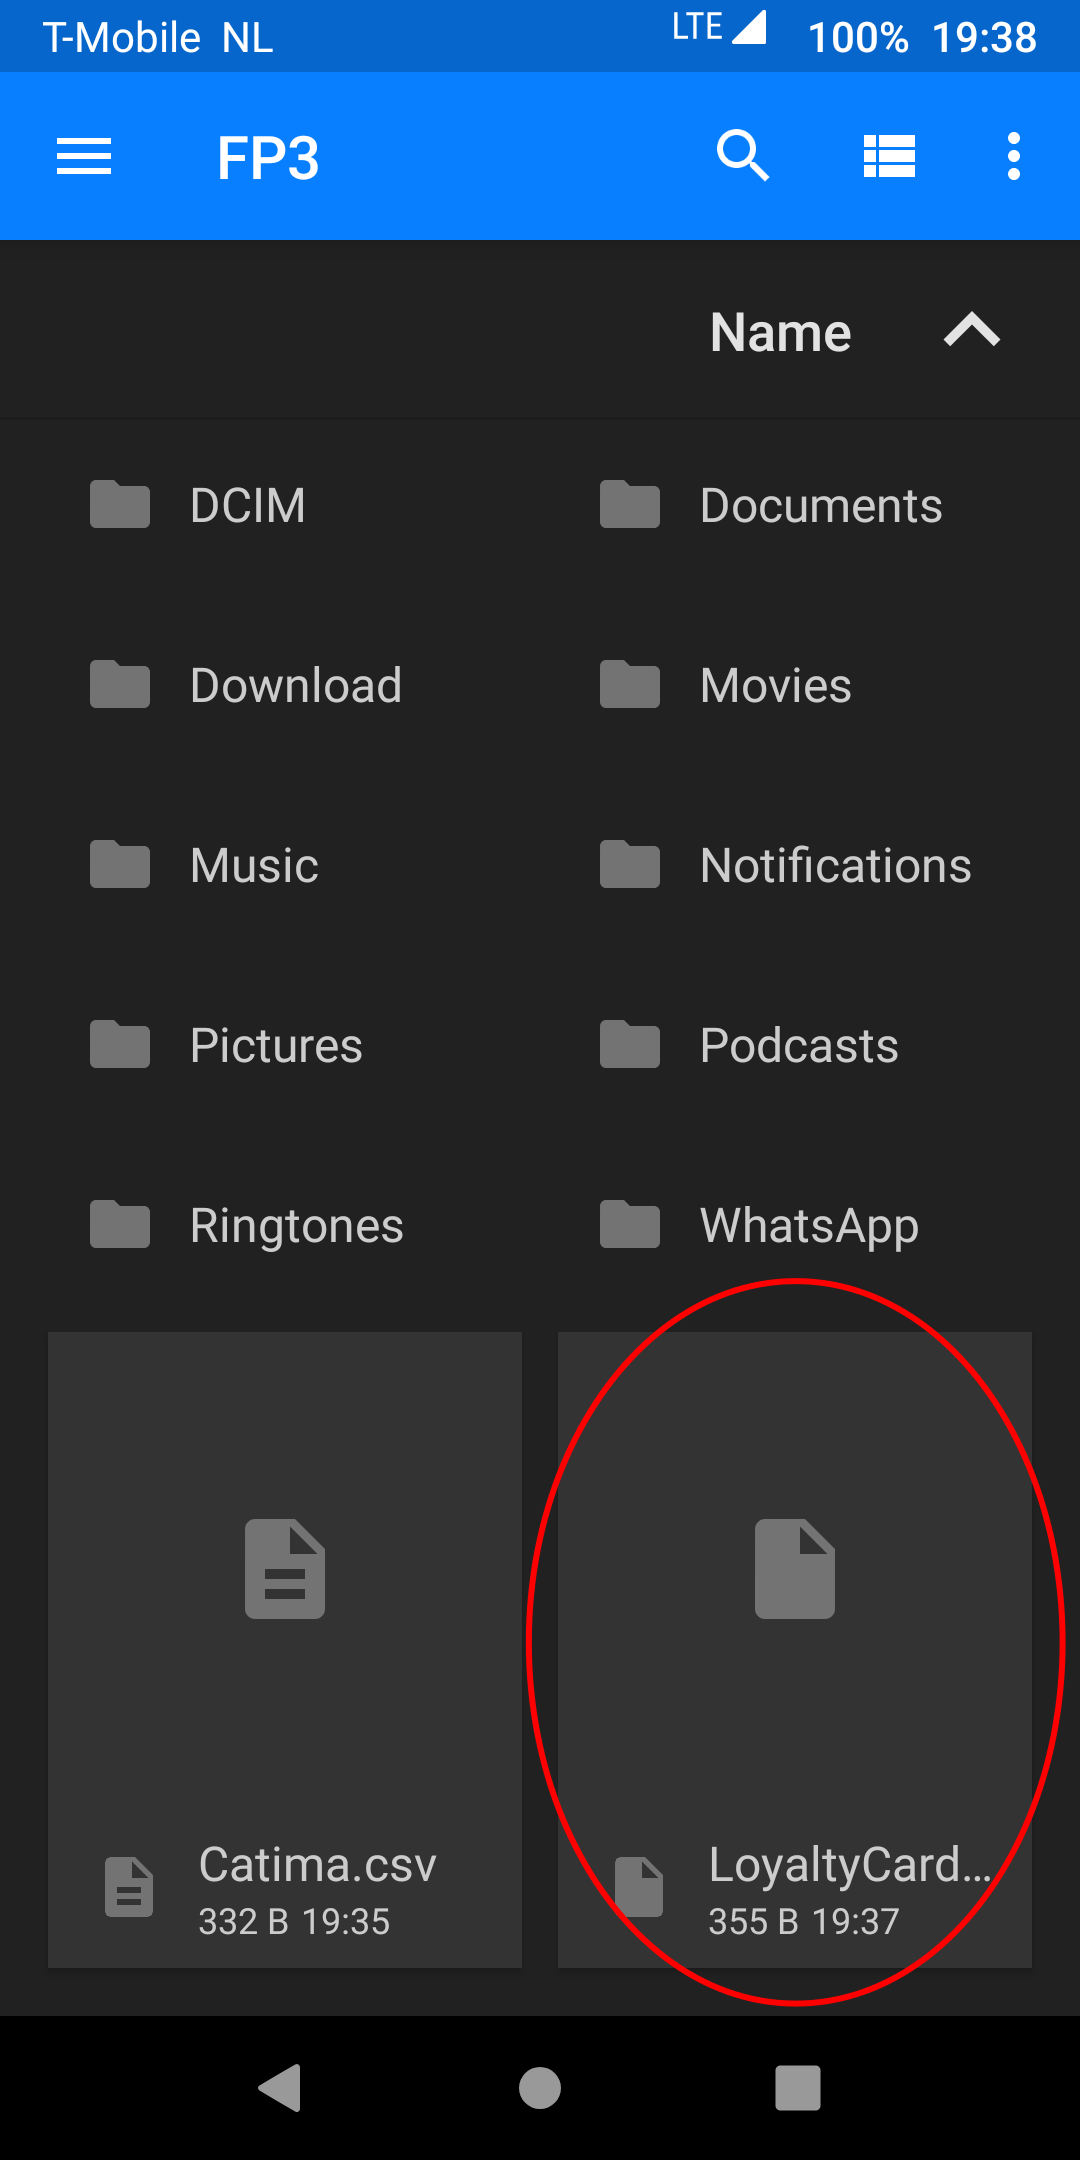 T-Mobile NL LTE 100% 19:38
FP3
Name
DCIM Documents
Download Movies
Music Notifications
Pictures Podcasts
Ringtones WhatsApp
Catima.csv LoyaltyCard…
332 B 19:35 355 B 19:37